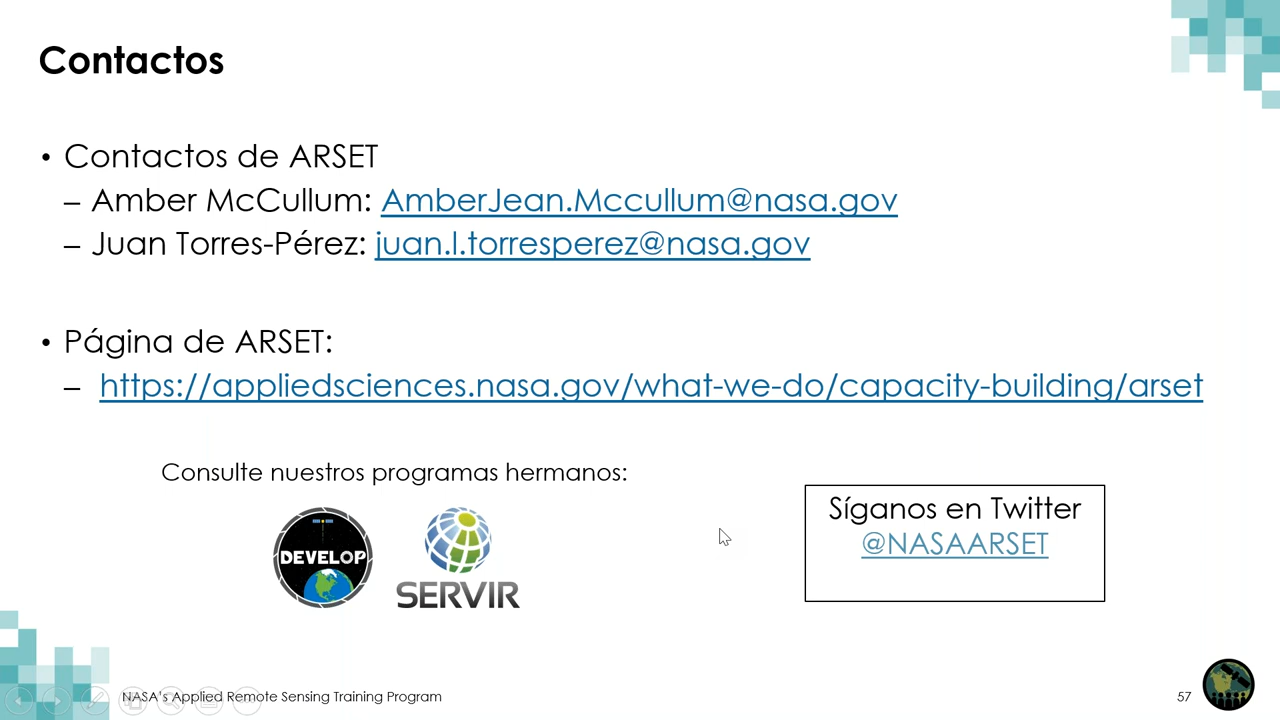 Contactos
• Contactos de ARSET
– Amber McCullum: AmberJean.Mccullum@nasa.gov
– Juan Torres-Pérez: juan.l.torresperez@nasa.gov
• Página de ARSET:
– https://appliedsciences.nasa.gov/what-we-do/capacity-building/arset
Consulte nuestros programas hermanos:
DEVELOP
SERVIR
Síganos en Twitter
@NASAARSET
NASA's Applied Remote Sensing Training Program
57